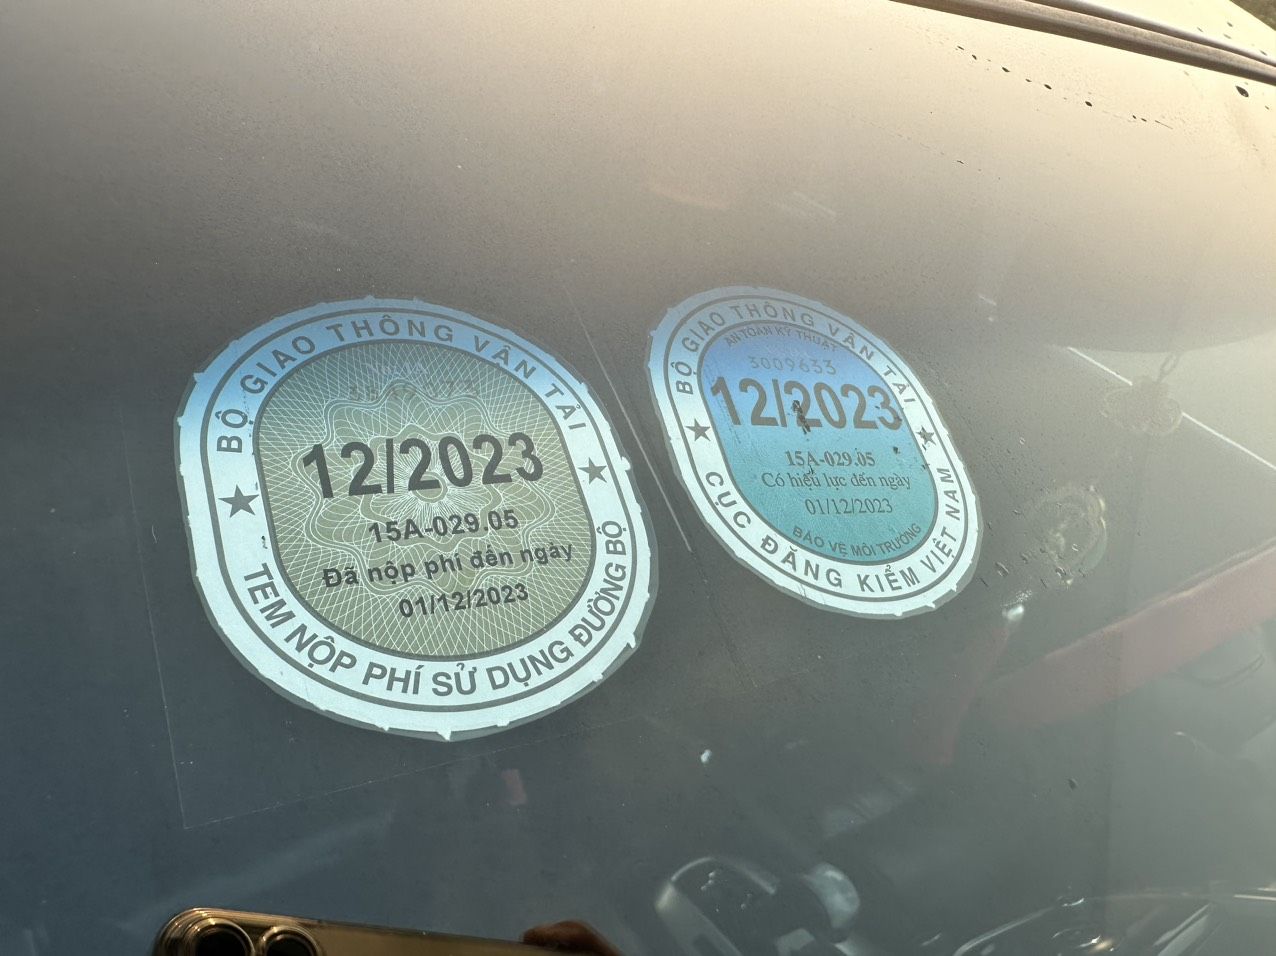 BỘ GIAO THÔNG VẬN TẢI
12/2023
15A-029.05
Đã nộp phí đến ngày
01/12/2023
TEM NỘP PHÍ SỬ DỤNG ĐƯỜNG BỘ
BỘ GIAO THÔNG VẬN TẢI
AN TOÀN KỸ THUẬT
3009633
12/2023
15A-029.05
Có hiệu lực đến ngày
01/12/2023
BẢO VỆ MÔI TRƯỜNG
CỤC ĐĂNG KIỂM VIỆT NAM